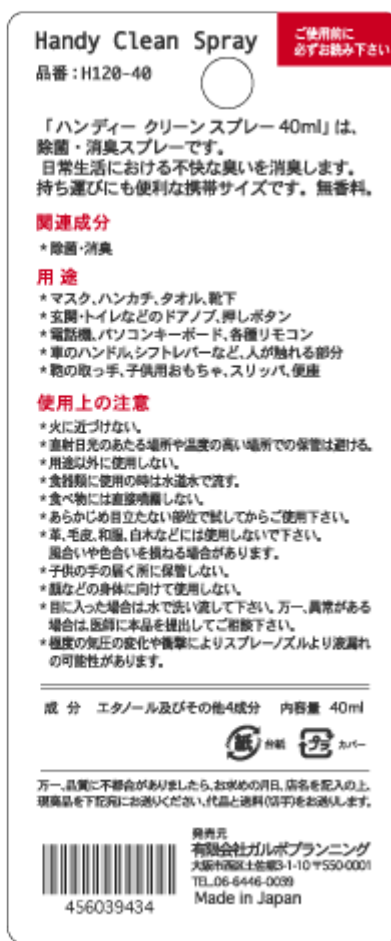 Handy Clean Spray
ご使用前に
必ずお読み下さい
品番：H120-40
「ハンディー クリーン スプレー 40ml」は、
除菌・消臭スプレーです。
日常生活における不快な臭いを消臭します。
持ち運びにも便利な携帯サイズです。無香料。
関連成分
＊除菌・消臭
用 途
＊マスク、ハンカチ、タオル、靴下
＊玄関・トイレなどのドアノブ、押しボタン
＊電話機、パソコンキーボード、各種リモコン
＊車のハンドル、シフトレバーなど、人が触れる部分
＊鞄の取っ手、子供用おもちゃ、スリッパ、便座
使用上の注意
＊火に近づけない。
＊直射日光のあたる場所や温度の高い場所での保管は避ける。
＊用途以外に使用しない。
＊食器類に使用の時は水道水で流す。
＊食べ物には直接噴霧しない。
＊あらかじめ目立たない部位で試してからご使用下さい。
＊革、毛皮、和服、白木などには使用しないで下さい。
風合いや色合いを損ねる場合があります。
＊子供の手の届く所に保管しない。
＊顔などの身体に向けて使用しない。
＊目に入った場合は水で洗い流して下さい。万一、異常がある
場合は、医師に本品を提出してご相談下さい。
＊極度の気圧の変化や衝撃によりスプレーノズルより液漏れ
の可能性があります。
成 分 エタノール及びその他4成分 内容量 40ml
紙 台紙 プラ カバー
万一、品質に不都合がありましたら、お求めの月日、店名を記入の上、
現商品を下記宛にお送りください、代品と送料(切手)をお送りします。
発売元
有限会社ガルボプランニング
大阪市西区土佐堀3-1-10 〒550-0001
TEL.06-6446-0039
Made in Japan
456039434